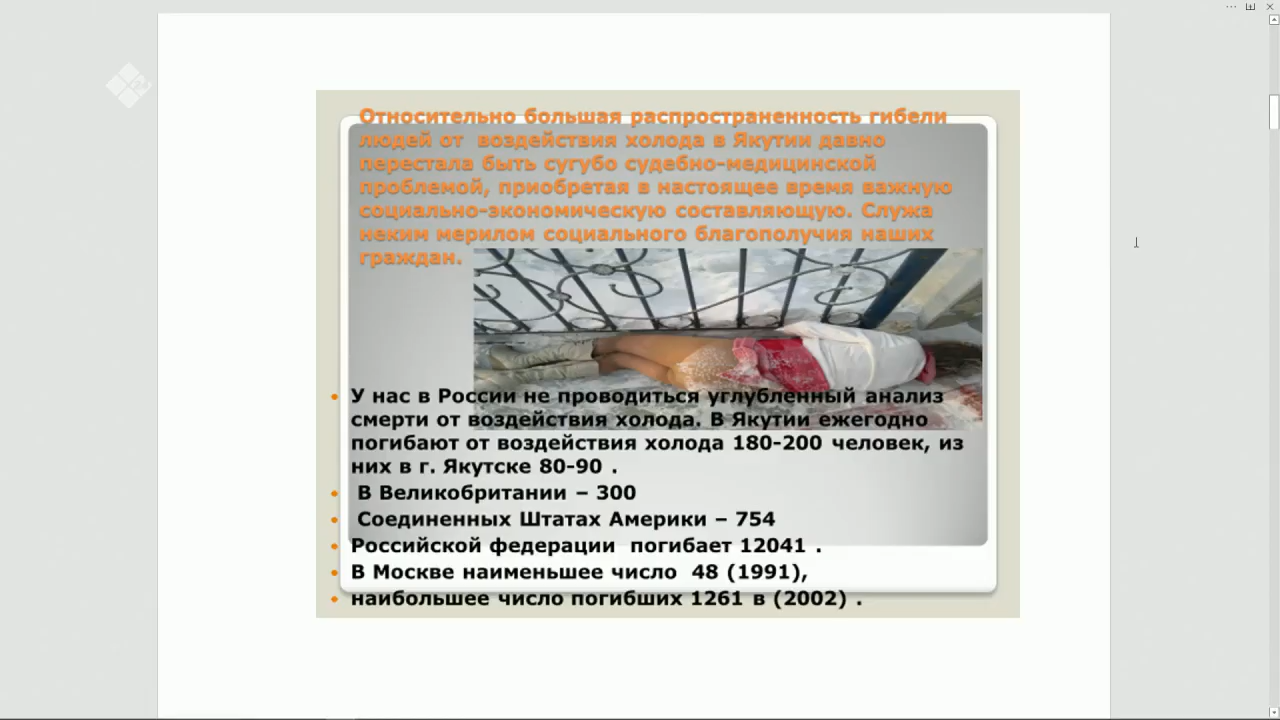 Относительно большая распространенность гибели
людей от воздействия холода в Якутии давно
перестала быть сугубо судебно-медицинской
проблемой, приобретая в настоящее время важную
социально-экономическую составляющую. Служа
неким мерилом социального благополучия наших
граждан.
• У нас в России не проводиться углубленный анализ
смерти от воздействия холода. В Якутии ежегодно
погибают от воздействия холода 180-200 человек, из
них в г. Якутске 80-90 .
• В Великобритании – 300
• Соединенных Штатах Америки – 754
• Российской федерации погибает 12041 .
• В Москве наименьшее число 48 (1991),
• наибольшее число погибших 1261 в (2002) .